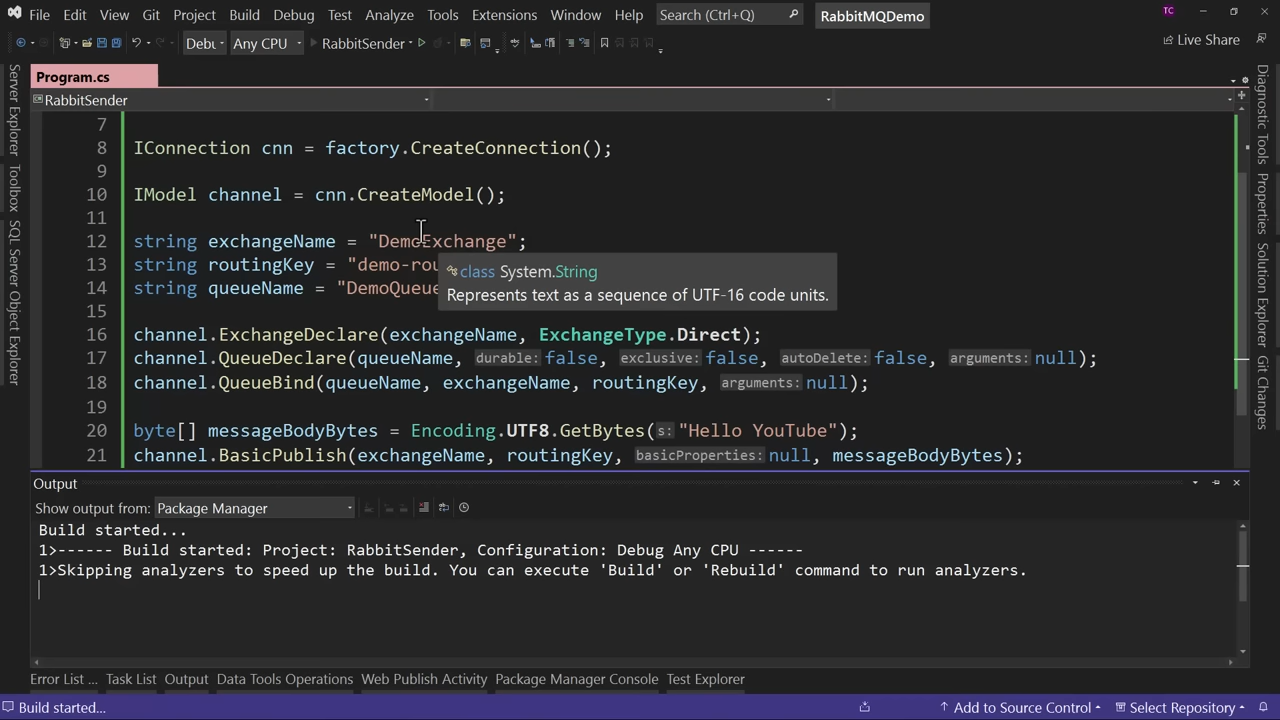 File Edit View Git Project Build Debug Test Analyze Tools Extensions Window Help Search (Ctrl+Q) RabbitMQDemo TC
Debu Any CPU RabbitSender Live Share
Program.cs
RabbitSender
7
8 IConnection cnn = factory.CreateConnection();
9
10 IModel channel = cnn.CreateModel();
11
12 string exchangeName = "DemoExchange";
13 string routingKey = "demo-rou
14 string queueName = "DemoQueue
class System.String
Represents text as a sequence of UTF-16 code units.
15
16 channel.ExchangeDeclare(exchangeName, ExchangeType.Direct);
17 channel.QueueDeclare(queueName, durable: false, exclusive: false, autoDelete: false, arguments: null);
18 channel.QueueBind(queueName, exchangeName, routingKey, arguments: null);
19
20 byte[] messageBodyBytes = Encoding.UTF8.GetBytes(s: "Hello YouTube");
21 channel.BasicPublish(exchangeName, routingKey, basicProperties: null, messageBodyBytes);
Server Explorer
Toolbox
SQL Server Object Explorer
Diagnostic Tools
Properties
Solution Explorer
Git Changes
Output
Show output from: Package Manager
Build started...
1>------ Build started: Project: RabbitSender, Configuration: Debug Any CPU ------
1>Skipping analyzers to speed up the build. You can execute 'Build' or 'Rebuild' command to run analyzers.
Error List ... Task List Output Data Tools Operations Web Publish Activity Package Manager Console Test Explorer
Build started... Add to Source Control Select Repository